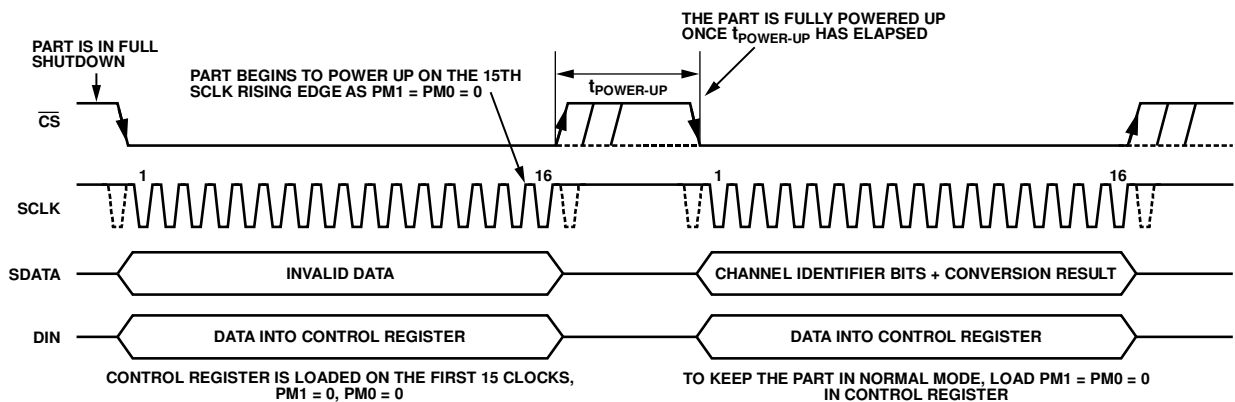 PART IS IN FULL
SHUTDOWN
PART BEGINS TO POWER UP ON THE 15TH
SCLK RISING EDGE AS PM1 = PM0 = 0
tPOWER-UP
THE PART IS FULLY POWERED UP
ONCE tPOWER-UP HAS ELAPSED
CS
1
16
1
16
SCLK
SDATA
INVALID DATA
CHANNEL IDENTIFIER BITS + CONVERSION RESULT
DIN
DATA INTO CONTROL REGISTER
DATA INTO CONTROL REGISTER
CONTROL REGISTER IS LOADED ON THE FIRST 15 CLOCKS,
PM1 = 0, PM0 = 0
TO KEEP THE PART IN NORMAL MODE, LOAD PM1 = PM0 = 0
IN CONTROL REGISTER